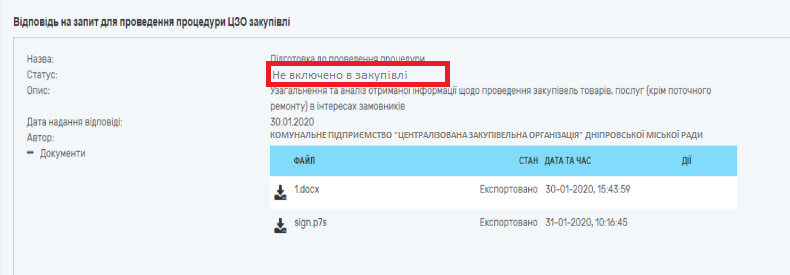 Відповідь на запит для проведення процедури ЦЗО закупівлі
Назва: Підготовка до проведення процедури
Статус: Не включено в закупівлі
Опис: Узагальнення та аналіз отриманої інформації щодо проведення закупівель товарів, послуг (крім поточного
ремонту) в інтересах замовників
Дата надання відповіді: 30.01.2020
Автор: КОМУНАЛЬНЕ ПІДПРИЄМСТВО "ЦЕНТРАЛІЗОВАНА ЗАКУПІВЕЛЬНА ОРГАНІЗАЦІЯ" ДНІПРОВСЬКОЇ МІСЬКОЇ РАДИ
Документи
ФАЙЛ СТАН ДАТА ТА ЧАС ДІЇ
1.docx Експортовано 30-01-2020, 15:43:59
sign.p7s Експортовано 31-01-2020, 10:16:45